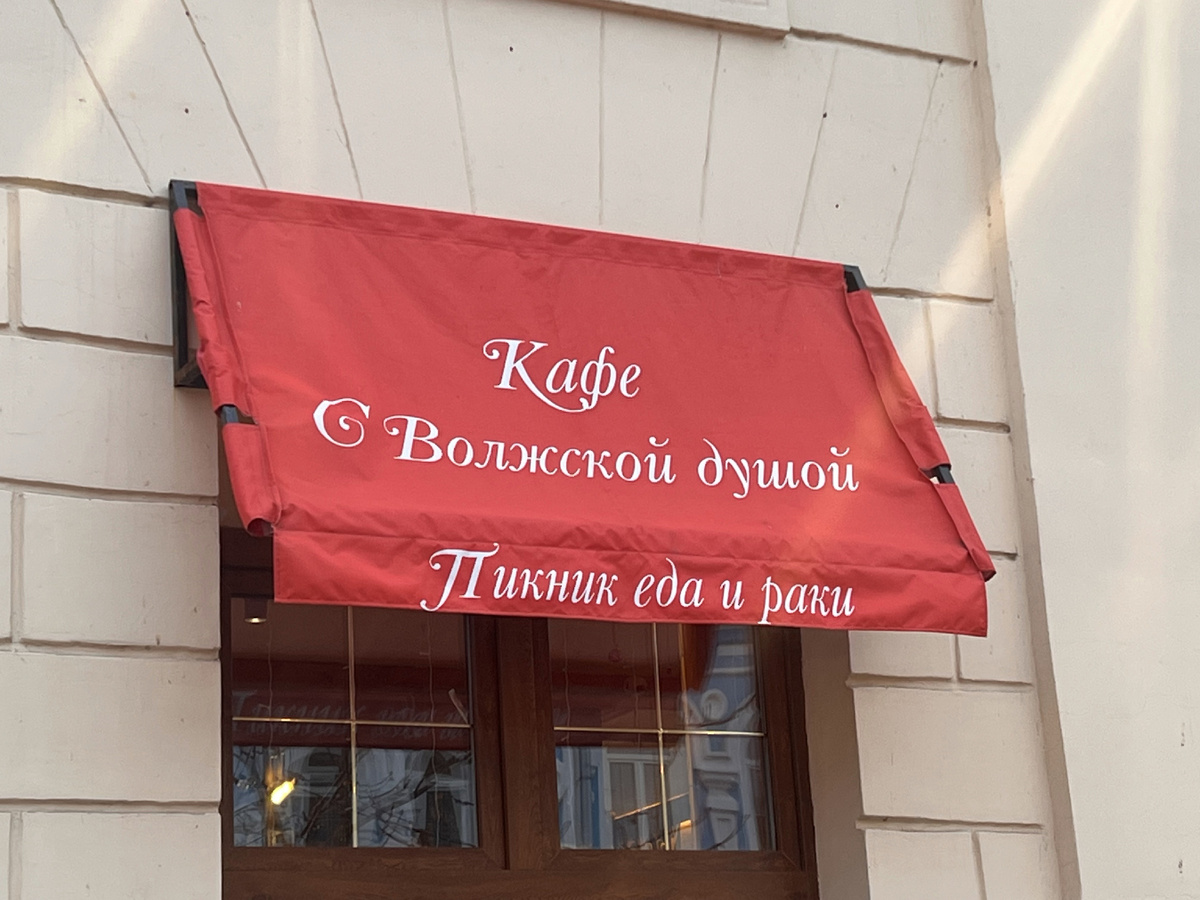 Кафе
С Волжской душой
Пикник еда и раки